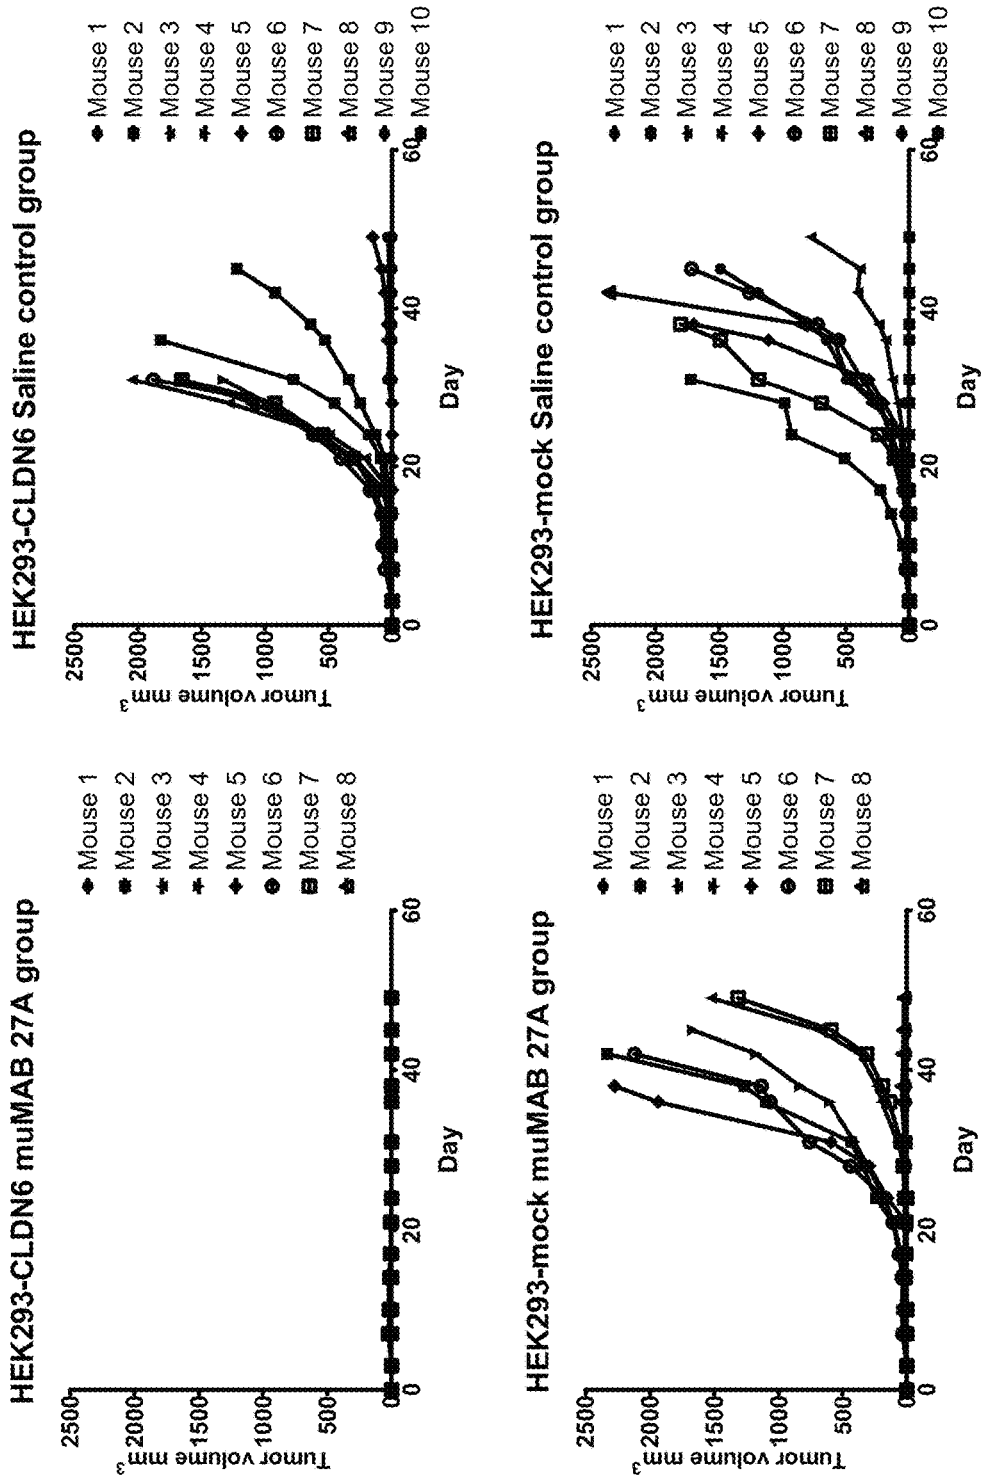 HEK293-CLDN6 muMAB 27A group
2500
2000
1500
1000
500
0
Tumor volume mm³
0
20
40
60
Day
Mouse 1
Mouse 2
Mouse 3
Mouse 4
Mouse 5
Mouse 6
Mouse 7
Mouse 8
HEK293-CLDN6 Saline control group
2500
2000
1500
1000
500
0
Tumor volume mm³
0
20
40
60
Day
Mouse 1
Mouse 2
Mouse 3
Mouse 4
Mouse 5
Mouse 6
Mouse 7
Mouse 8
Mouse 9
Mouse 10
HEK293-mock muMAB 27A group
2500
2000
1500
1000
500
0
Tumor volume mm³
0
20
40
60
Day
Mouse 1
Mouse 2
Mouse 3
Mouse 4
Mouse 5
Mouse 6
Mouse 7
Mouse 8
HEK293-mock Saline control group
2500
2000
1500
1000
500
0
Tumor volume mm³
0
20
40
60
Day
Mouse 1
Mouse 2
Mouse 3
Mouse 4
Mouse 5
Mouse 6
Mouse 7
Mouse 8
Mouse 9
Mouse 10